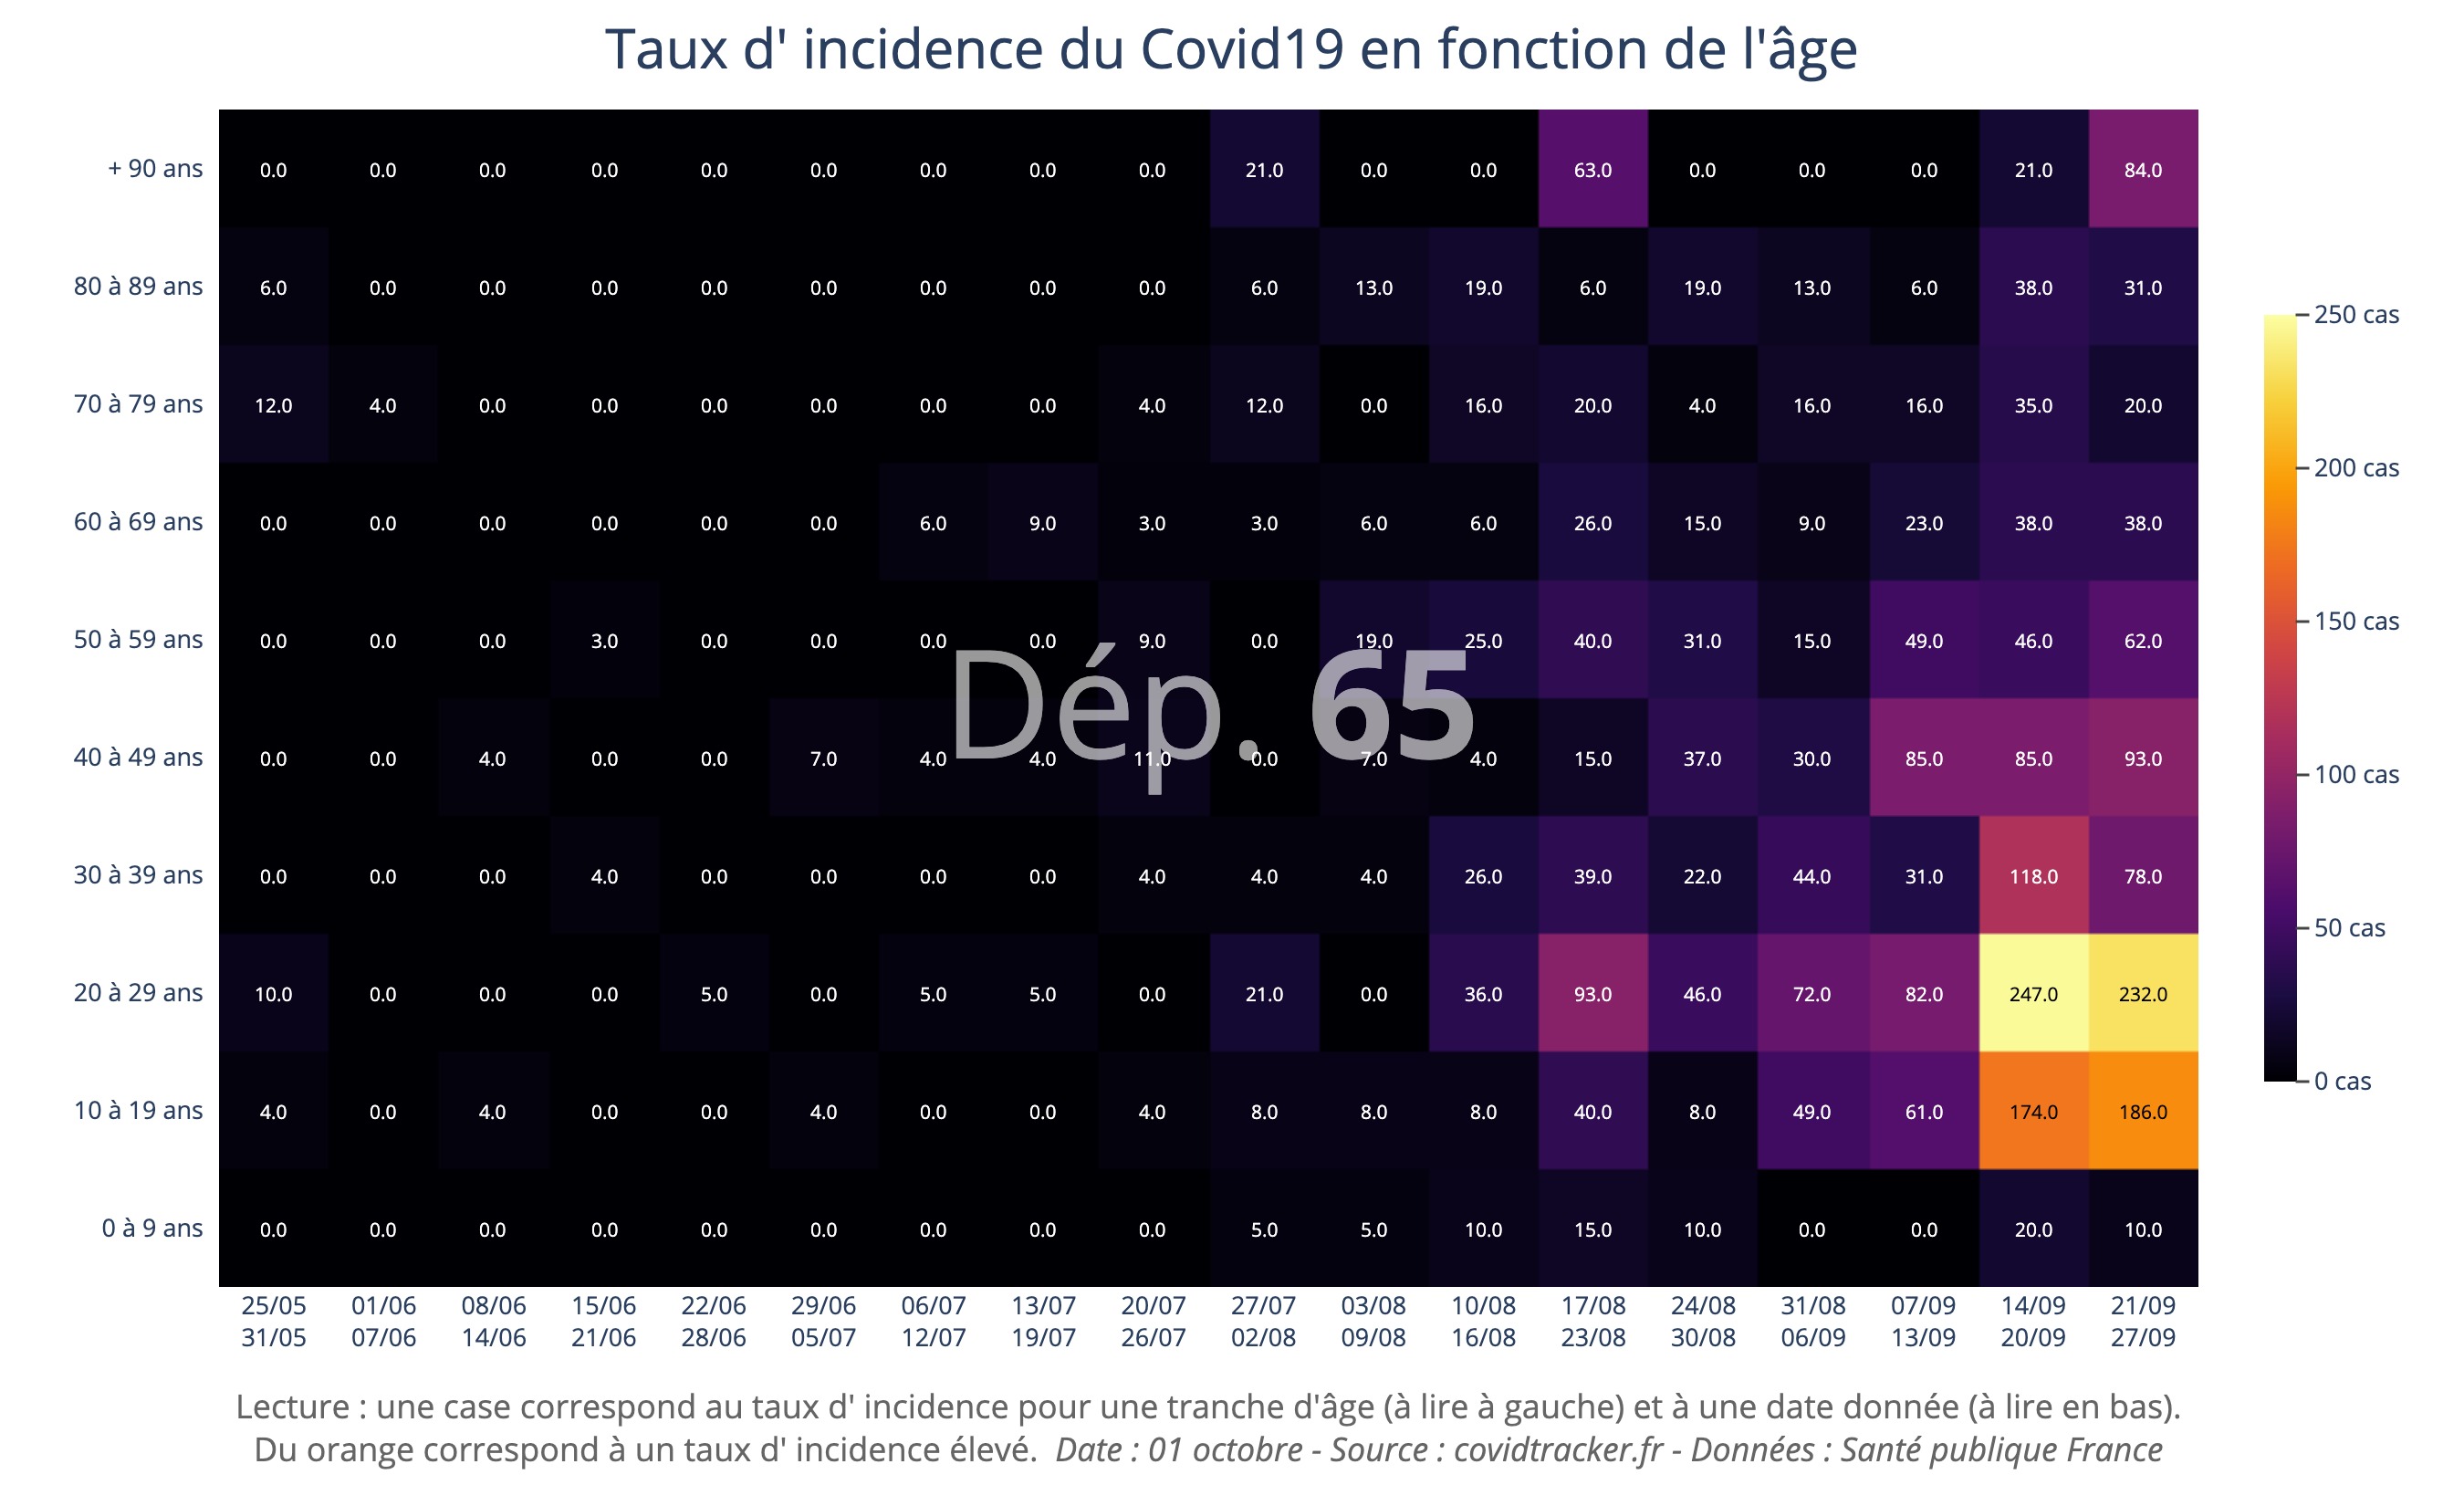 Taux d' incidence du Covid19 en fonction de l'âge
+ 90 ans 0.0 0.0 0.0 0.0 0.0 0.0 0.0 0.0 0.0 21.0 0.0 0.0 63.0 0.0 0.0 0.0 21.0 84.0
80 à 89 ans 6.0 0.0 0.0 0.0 0.0 0.0 0.0 0.0 0.0 6.0 13.0 19.0 6.0 19.0 13.0 6.0 38.0 31.0
250 cas
70 à 79 ans 12.0 4.0 0.0 0.0 0.0 0.0 0.0 0.0 4.0 12.0 0.0 16.0 20.0 4.0 16.0 16.0 35.0 20.0
200 cas
60 à 69 ans 0.0 0.0 0.0 0.0 0.0 0.0 6.0 9.0 3.0 3.0 6.0 6.0 26.0 15.0 9.0 23.0 38.0 38.0
150 cas
50 à 59 ans 0.0 0.0 0.0 3.0 0.0 0.0 0.0 0.0 9.0 0.0 19.0 25.0 40.0 31.0 15.0 49.0 46.0 62.0
Dép. 65
40 à 49 ans 0.0 0.0 4.0 0.0 0.0 7.0 4.0 4.0 11.0 0.0 7.0 4.0 15.0 37.0 30.0 85.0 85.0 93.0
100 cas
30 à 39 ans 0.0 0.0 0.0 4.0 0.0 0.0 0.0 0.0 4.0 4.0 4.0 26.0 39.0 22.0 44.0 31.0 118.0 78.0
50 cas
20 à 29 ans 10.0 0.0 0.0 0.0 5.0 0.0 5.0 5.0 0.0 21.0 0.0 36.0 93.0 46.0 72.0 82.0 247.0 232.0
0 cas
10 à 19 ans 4.0 0.0 4.0 0.0 0.0 4.0 0.0 0.0 4.0 8.0 8.0 8.0 40.0 8.0 49.0 61.0 174.0 186.0
0 à 9 ans 0.0 0.0 0.0 0.0 0.0 0.0 0.0 0.0 0.0 5.0 5.0 10.0 15.0 10.0 0.0 0.0 20.0 10.0
25/05 01/06 08/06 15/06 22/06 29/06 06/07 13/07 20/07 27/07 03/08 10/08 17/08 24/08 31/08 07/09 14/09 21/09
31/05 07/06 14/06 21/06 28/06 05/07 12/07 19/07 26/07 02/08 09/08 16/08 23/08 30/08 06/09 13/09 20/09 27/09
Lecture : une case correspond au taux d' incidence pour une tranche d'âge (à lire à gauche) et à une date donnée (à lire en bas).
Du orange correspond à un taux d' incidence élevé. Date : 01 octobre - Source : covidtracker.fr - Données : Santé publique France